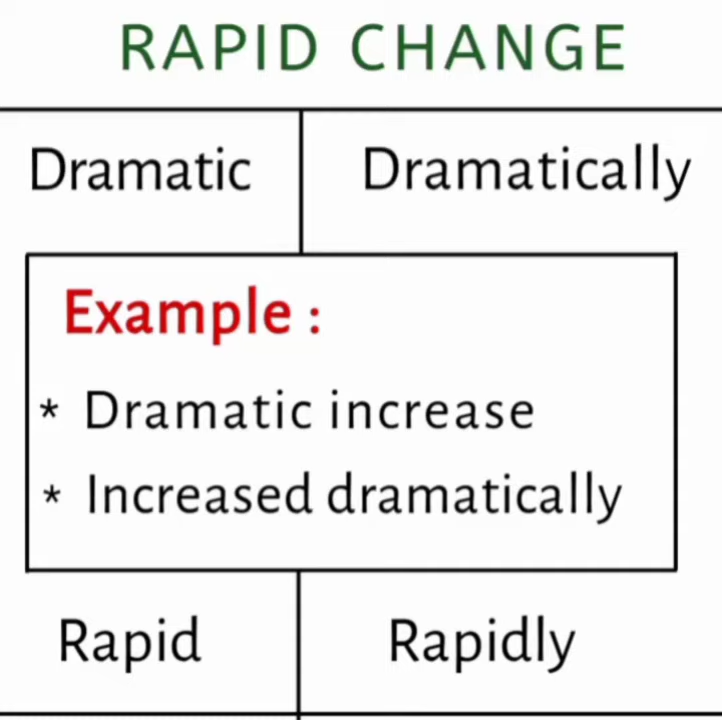 RAPID CHANGE
Dramatic Dramatically
Example :
* Dramatic increase
* Increased dramatically
Rapid Rapidly